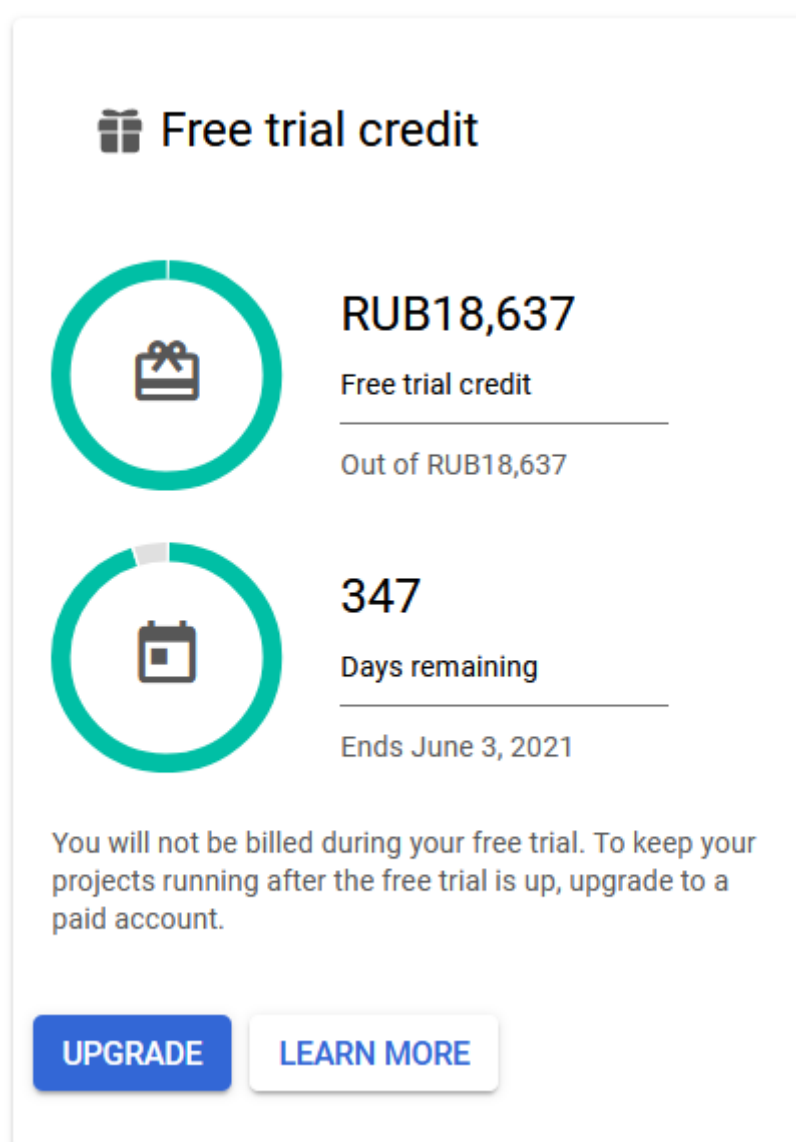 Free trial credit
RUB18,637
Free trial credit
Out of RUB18,637
347
Days remaining
Ends June 3, 2021
You will not be billed during your free trial. To keep your
projects running after the free trial is up, upgrade to a
paid account.
UPGRADE
LEARN MORE